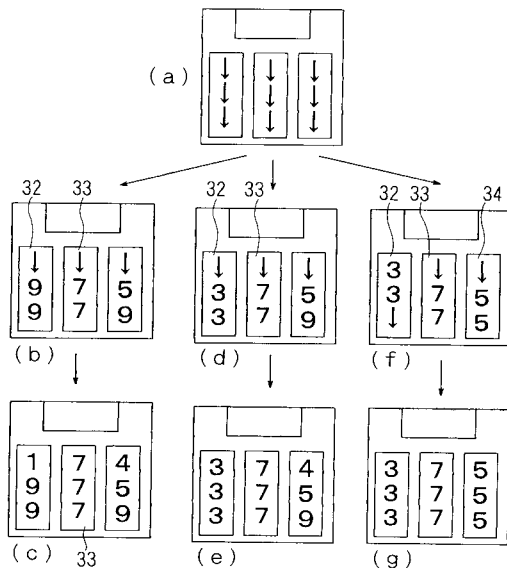 (a)
↓ ↓ ↓
↓ ↓ ↓
↓ ↓ ↓
32 33 32 33 32 33 34
↓ ↓ ↓ ↓ ↓ ↓ 3 ↓ ↓
9 7 5 3 7 5 3 7 5
9 7 9 3 7 9 ↓ 7 5
(b) (d) (f)
1 7 4 3 7 4 3 7 5
9 7 5 3 7 5 3 7 5
9 7 9 3 7 9 3 7 5
(c) 33 (e) (g)